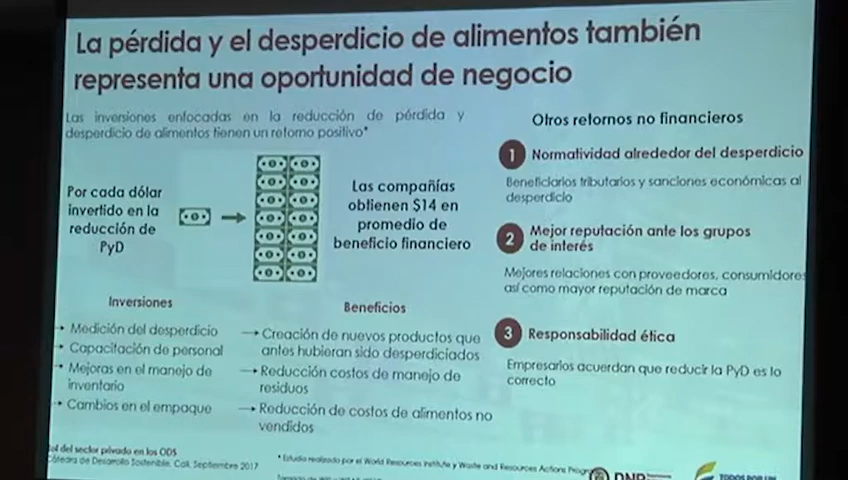 La pérdida y el desperdicio de alimentos también
representa una oportunidad de negocio
Las inversiones enfocadas en la reducción de pérdida y
desperdicio de alimentos tienen un retorno positivo*
Por cada dólar
invertido en la
reducción de
PyD
Las compañías
obtienen $14 en
promedio de
beneficio financiero
Inversiones
Medición del desperdicio
Capacitación de personal
Mejoras en el manejo de
inventario
Cambios en el empaque
Beneficios
Creación de nuevos productos que
antes hubieran sido desperdiciados
Reducción costos de manejo de
residuos
Reducción de costos de alimentos no
vendidos
Otros retornos no financieros
1 Normatividad alrededor del desperdicio
Beneficiarios tributarios y sanciones económicas al
desperdicio
2 Mejor reputación ante los grupos
de interés
Mejores relaciones con proveedores, consumidores
así como mayor reputación de marca
3 Responsabilidad ética
Empresarios acuerdan que reducir la PyD es lo
correcto
del sector privado en los ODS
Cátedra de Desarrollo Sostenible, Cali, Septiembre 2017
* Estudio realizado por el World Resources Institute y Waste and Resources Actions
DNP
TODOS POR UN